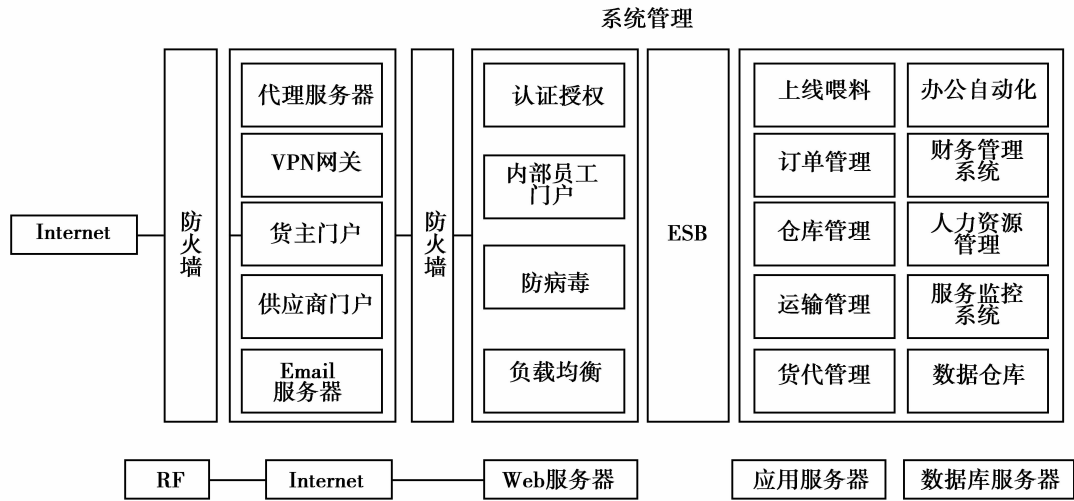 系统管理
Internet
防火墙
代理服务器
VPN网关
货主门户
供应商门户
Email
服务器
防火墙
认证授权
内部员工
门户
防病毒
负载均衡
ESB
上线喂料
订单管理
仓库管理
运输管理
货代管理
办公自动化
财务管理
系统
人力资源
管理
服务监控
系统
数据仓库
RF
Internet
Web服务器
应用服务器
数据库服务器